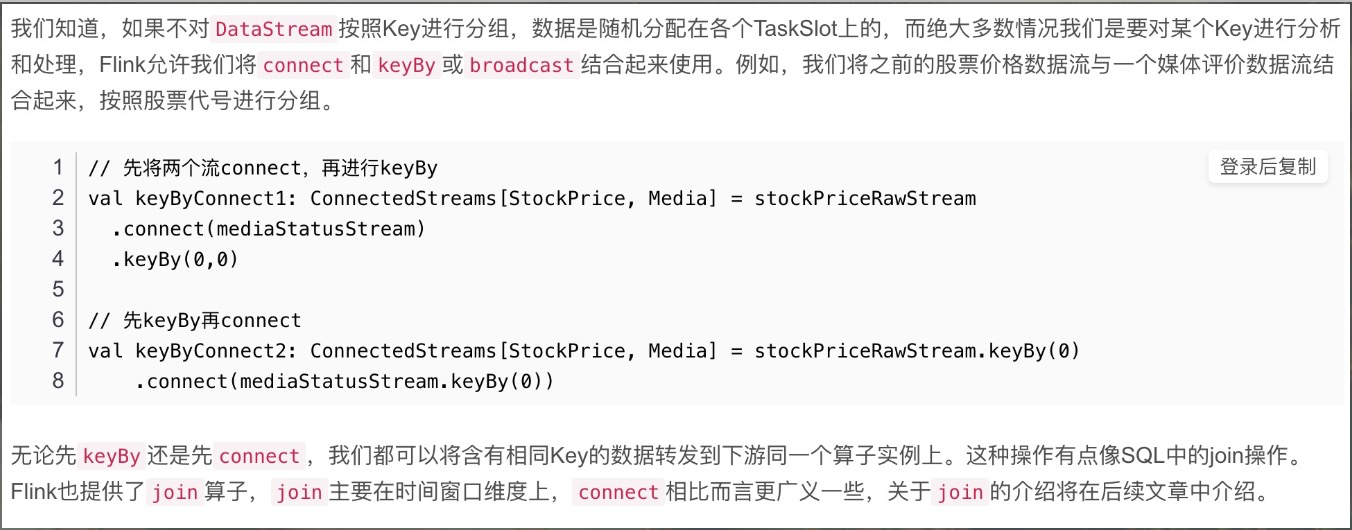 我们知道，如果不对 DataStream 按照Key进行分组，数据是随机分配在各个TaskSlot上的，而绝大多数情况我们是要对某个Key进行分析
和处理，Flink允许我们将 connect 和 keyBy 或 broadcast 结合起来使用。例如，我们将之前的股票价格数据流与一个媒体评价数据流结
合起来，按照股票代号进行分组。
登录后复制
1 // 先将两个流connect，再进行keyBy
2 val keyByConnect1: ConnectedStreams[StockPrice, Media] = stockPriceRawStream
3   .connect(mediaStatusStream)
4   .keyBy(0,0)
5
6 // 先keyBy再connect
7 val keyByConnect2: ConnectedStreams[StockPrice, Media] = stockPriceRawStream.keyBy(0)
8     .connect(mediaStatusStream.keyBy(0))
无论先 keyBy 还是先 connect ，我们都可以将含有相同Key的数据转发到下游同一个算子实例上。这种操作有点像SQL中的join操作。
Flink也提供了 join 算子， join 主要在时间窗口维度上， connect 相比而言更广义一些，关于 join 的介绍将在后续文章中介绍。